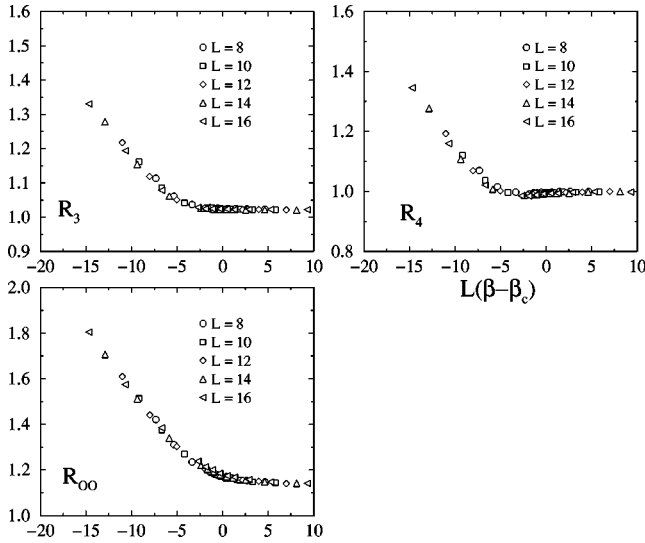 1.5
1.4
1.3
1.2
1.1
1.0
0.9
L = 8
L = 10
L = 12
L = 14
L = 16
R3
−20 −15 −10 −5 0 5 10
1.6
1.4
1.2
1.0
0.8
L = 8
L = 10
L = 12
L = 14
L = 16
R4
−20 −15 −10 −5 0 5 10
L(β−βc)
2.0
1.8
1.6
1.4
1.2
1.0
L = 8
L = 10
L = 12
L = 14
L = 16
ROO
−20 −15 −10 −5 0 5 10